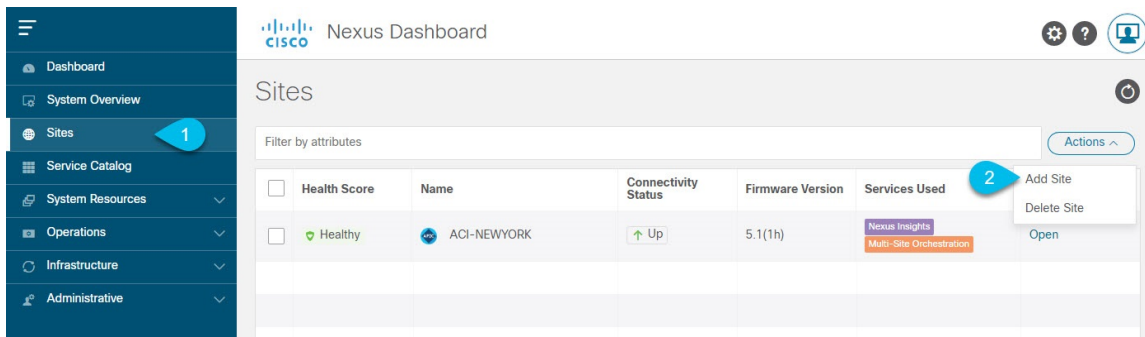 CISCO
Nexus Dashboard
Dashboard
System Overview
Sites
1
Service Catalog
System Resources
Operations
Infrastructure
Administrative
Sites
Filter by attributes
Actions
2
Add Site
Delete Site
Health Score Name Connectivity Status Firmware Version Services Used
Healthy ACI-NEWYORK Up 5.1(1h) Nexus Insights Open
Multi-Site Orchestration